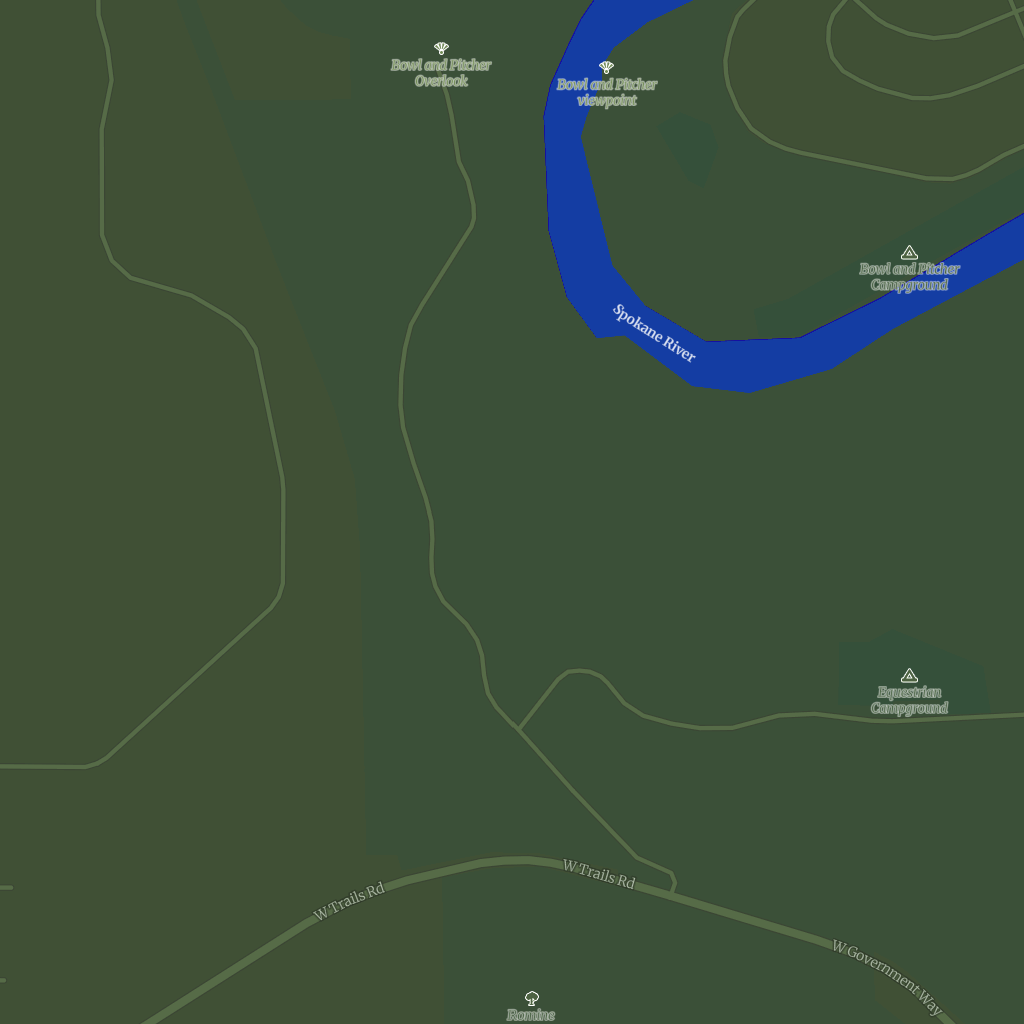 Bowl and Pitcher
Overlook
Bowl and Pitcher
viewpoint
Bowl and Pitcher
Campground
Spokane River
Equestrian
Campground
W Trails Rd
W Trails Rd
W Government Way
Romine